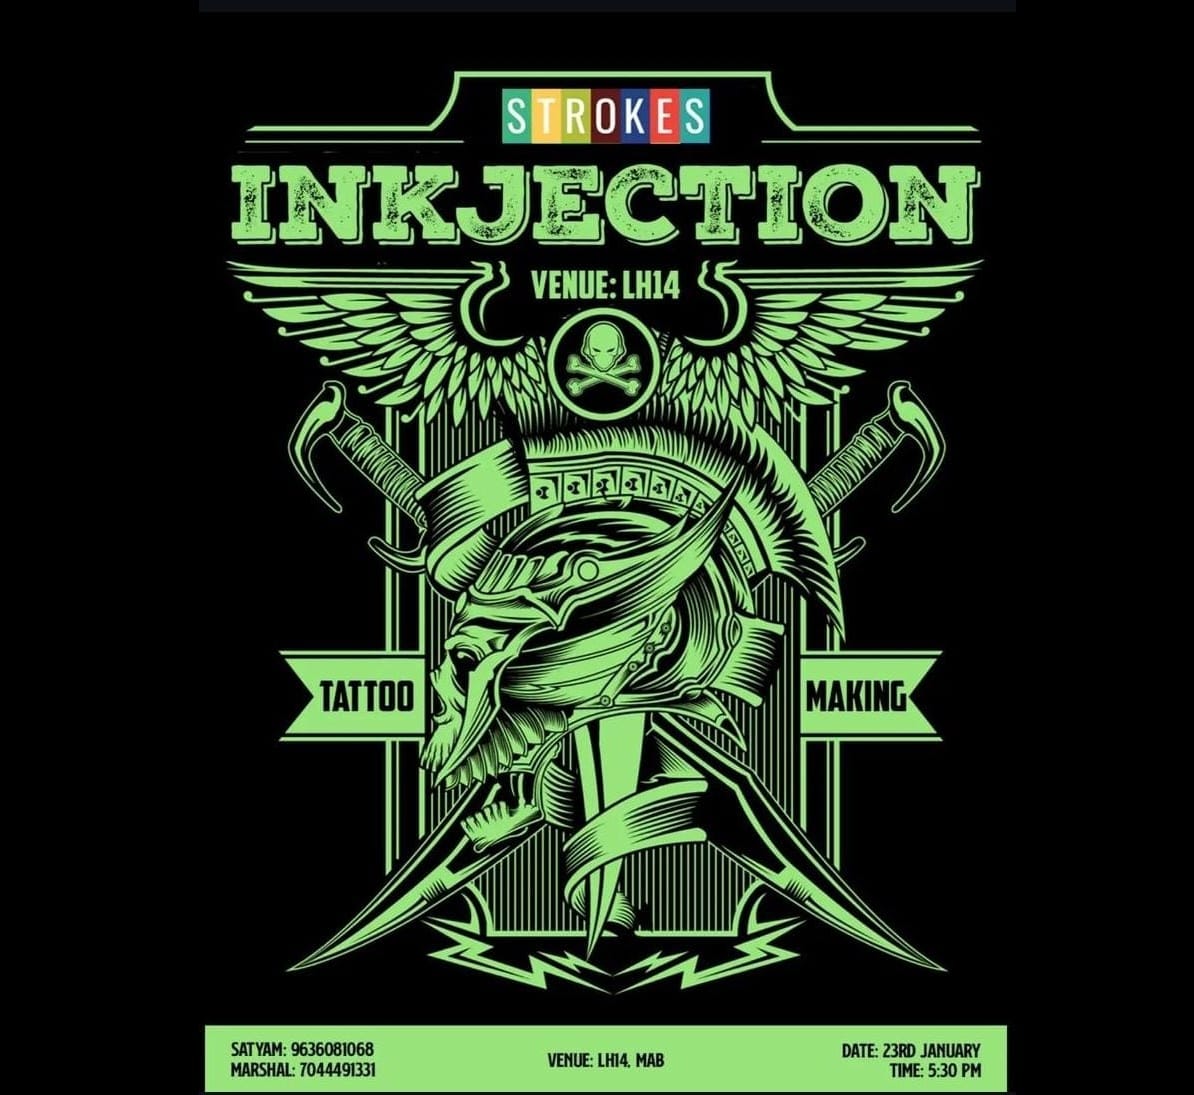 STROKES
INKJECTION
VENUE: LH14
TATTOO
MAKING
SATYAM: 9636081068
MARSHAL: 7044491331
VENUE: LH14, MAB
DATE: 23RD JANUARY
TIME: 5:30 PM